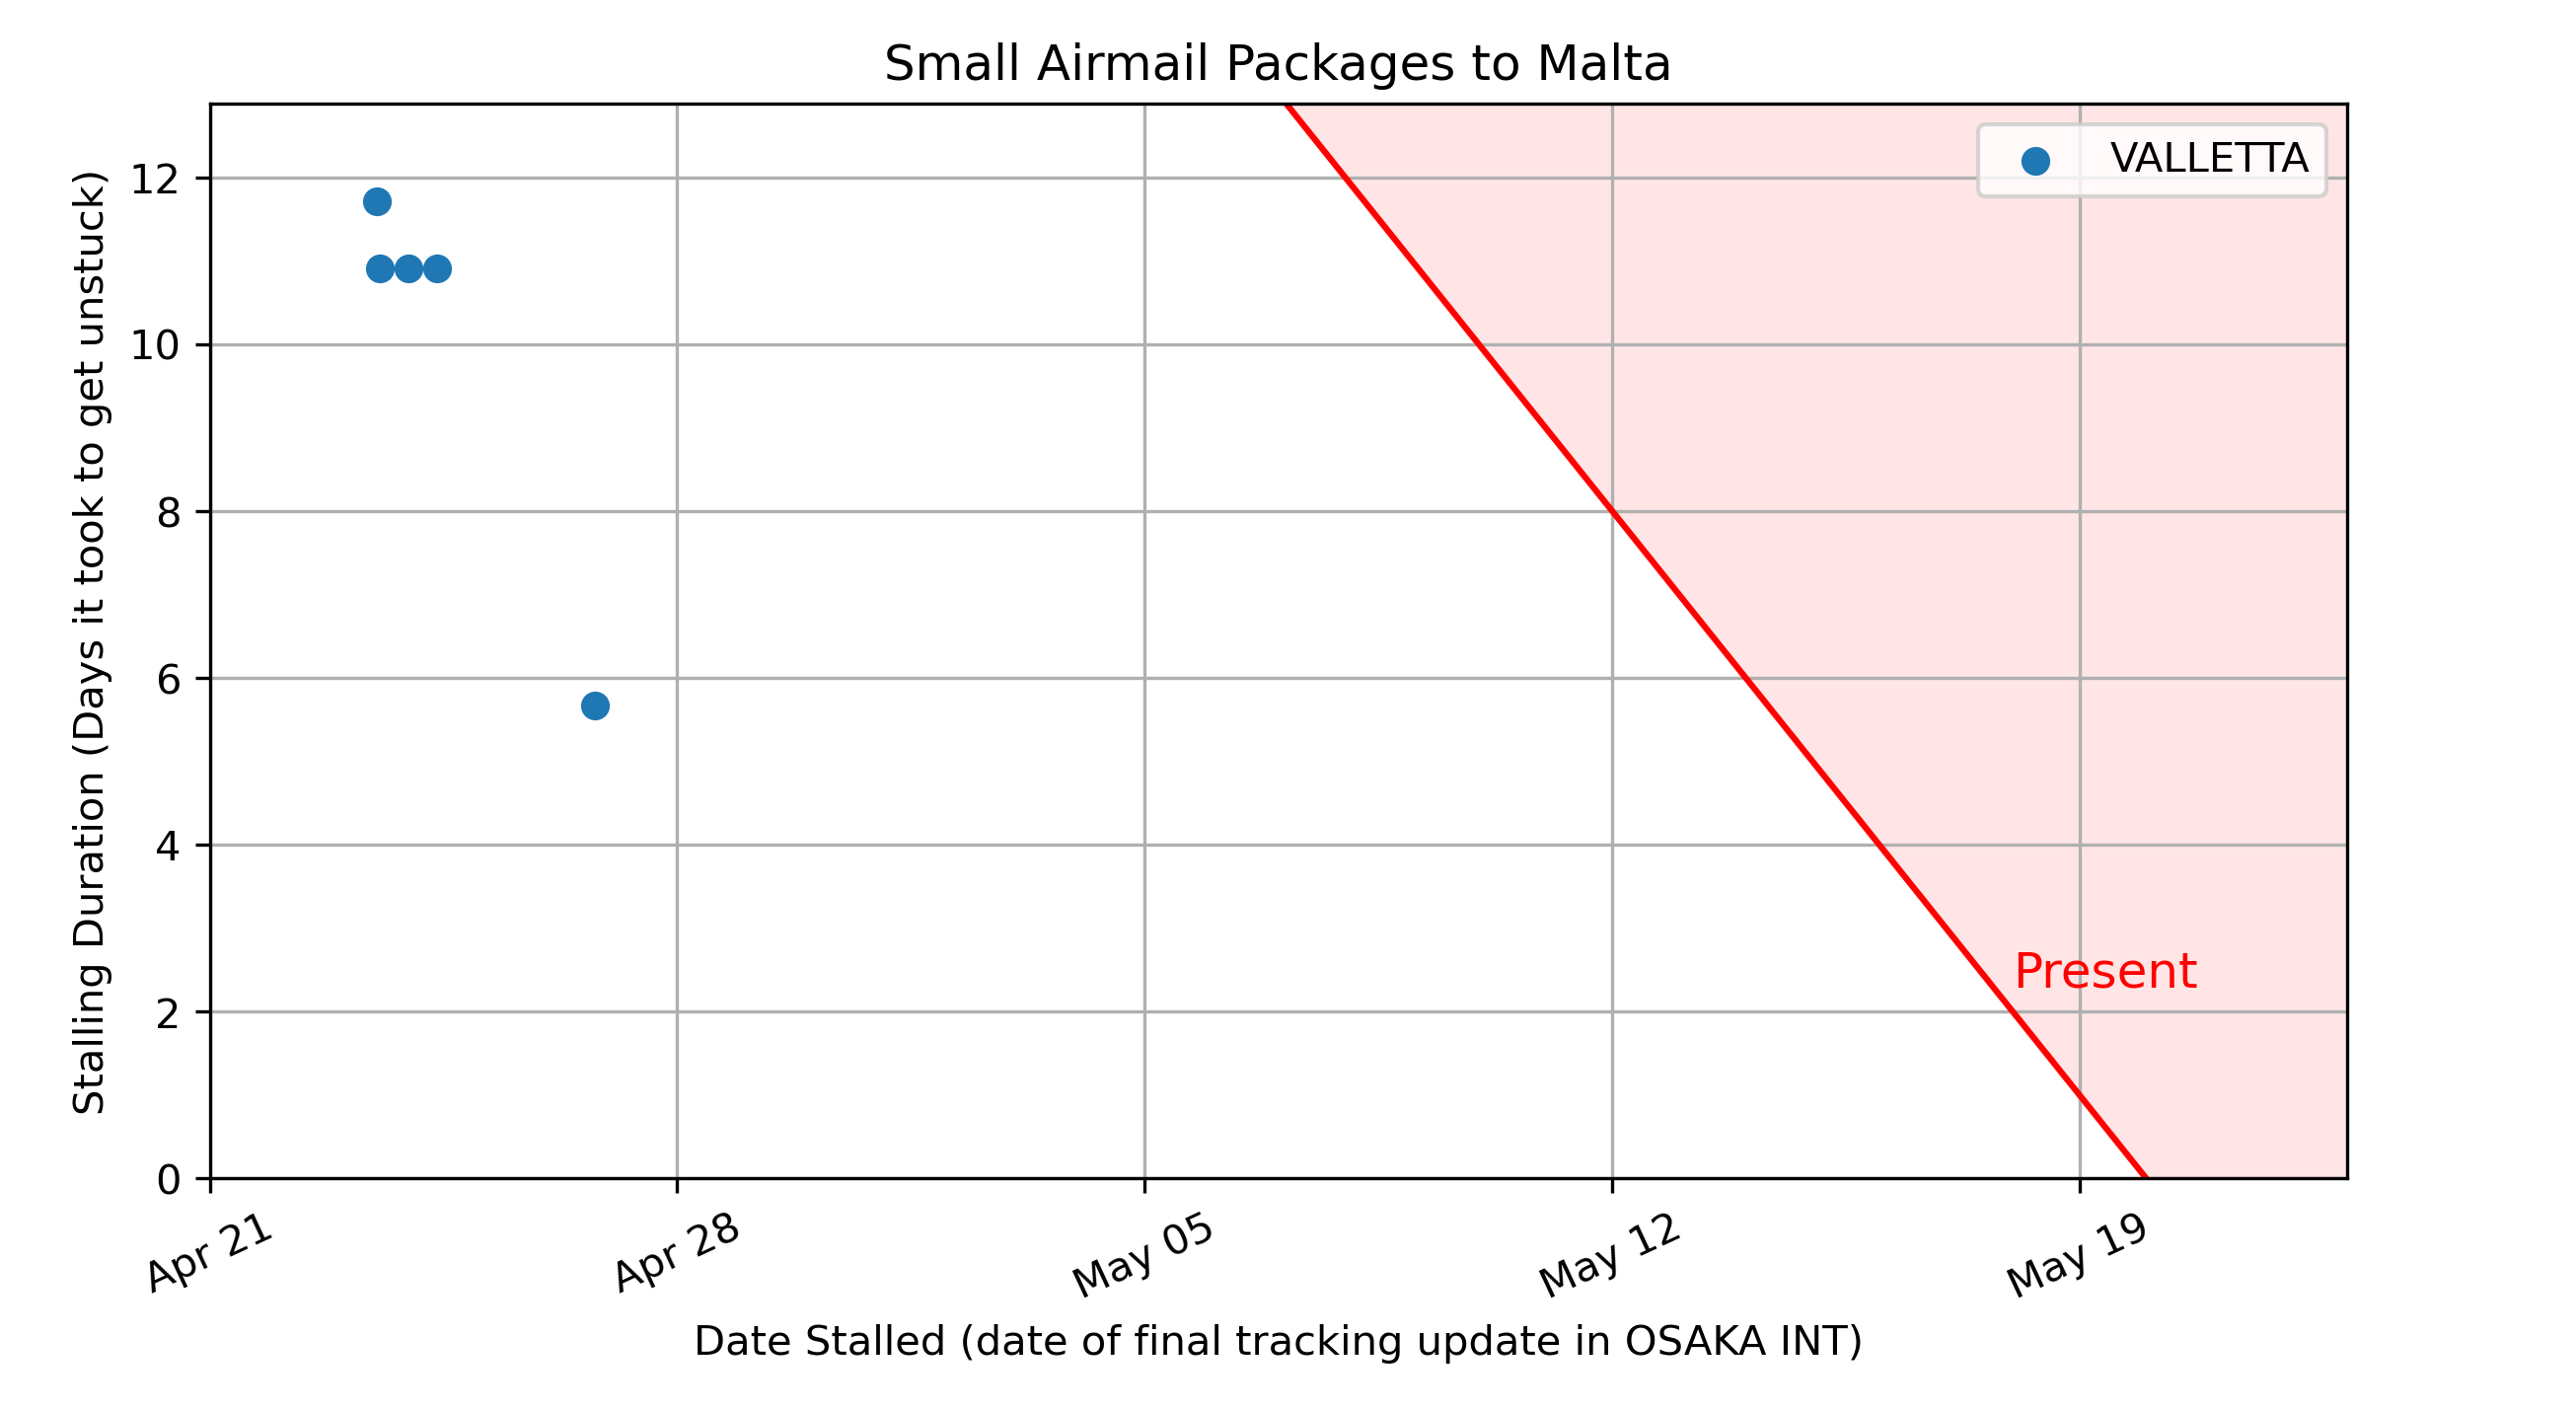 Small Airmail Packages to Malta
Stalling Duration (Days it took to get unstuck)
12
10
8
6
4
2
0
VALLETTA
Present
Apr 21
Apr 28
May 05
May 12
May 19
Date Stalled (date of final tracking update in OSAKA INT)